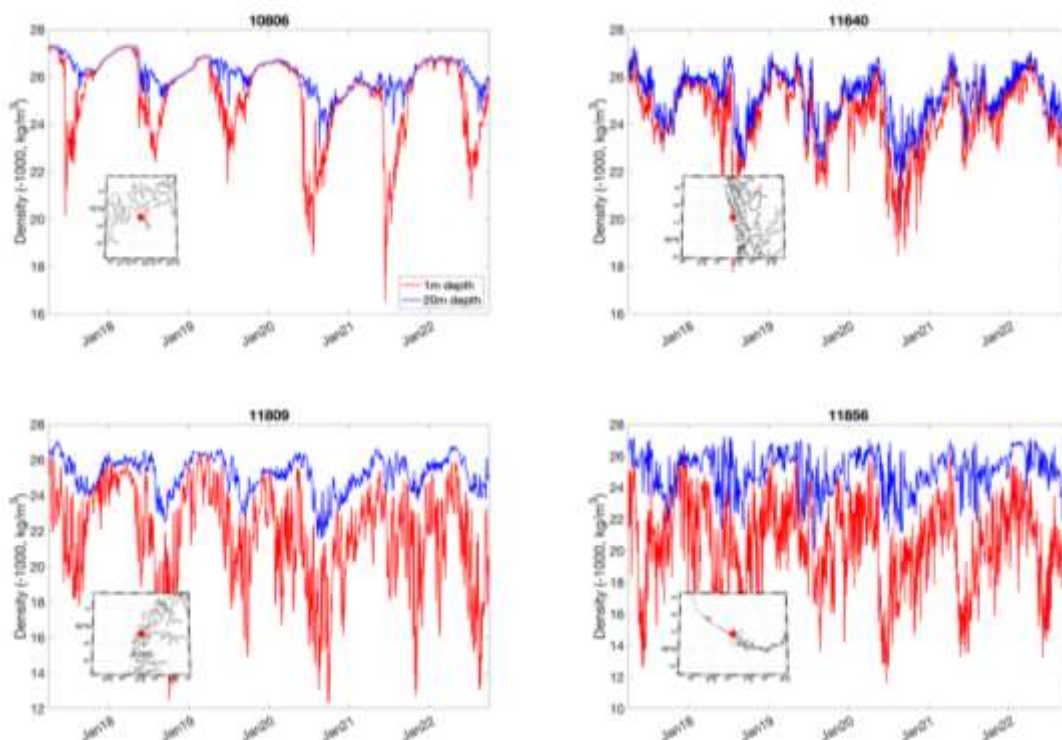 10806
Density (-1000, kg/m³)
28
26
24
22
20
18
16
Jan18
Jan19
Jan20
Jan21
Jan22
1m depth
20m depth
11640
Density (-1000, kg/m³)
28
26
24
22
20
18
16
Jan18
Jan19
Jan20
Jan21
Jan22
11809
Density (-1000, kg/m³)
28
26
24
22
20
18
16
14
12
Jan18
Jan19
Jan20
Jan21
Jan22
11856
Density (-1000, kg/m³)
28
26
24
22
20
18
16
14
12
10
Jan18
Jan19
Jan20
Jan21
Jan22